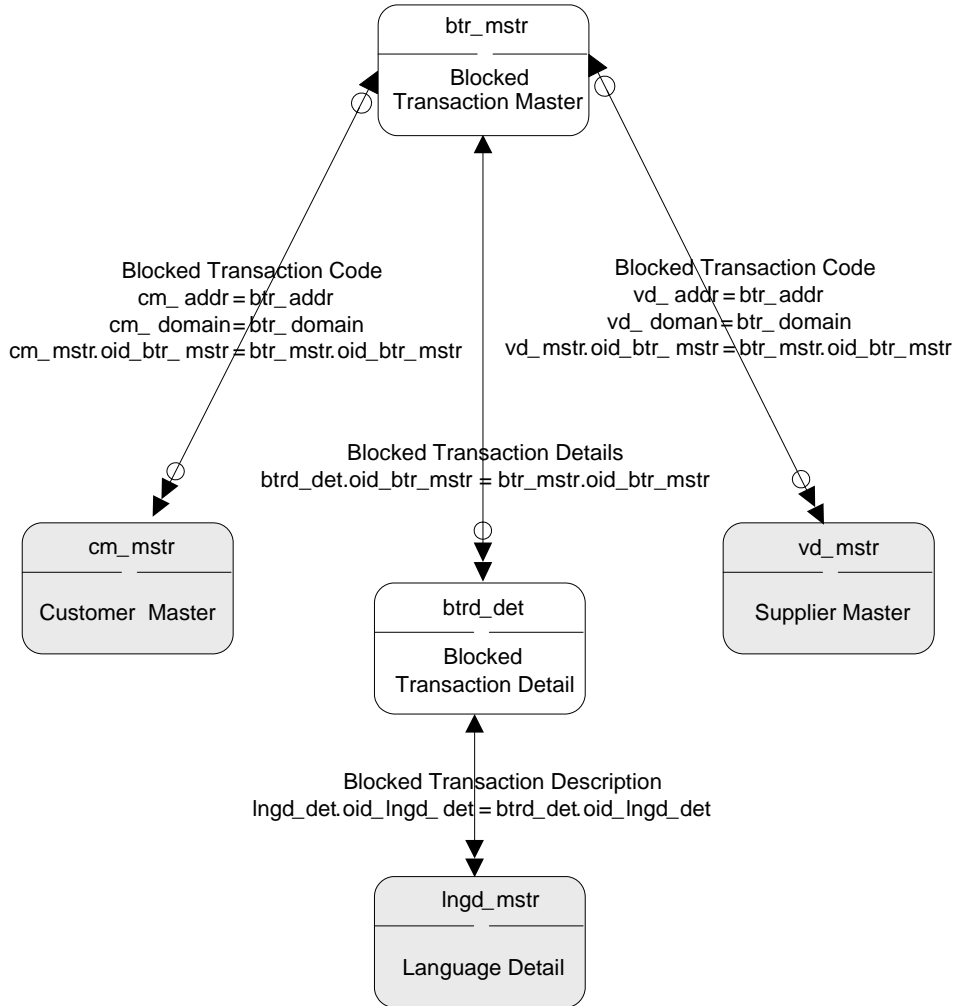 btr_mstr
Blocked
Transaction Master
Blocked Transaction Code
cm_ addr = btr_ addr
cm_ domain = btr_ domain
cm_mstr.oid_btr_ mstr = btr_mstr.oid_btr_mstr
Blocked Transaction Code
vd_ addr = btr_addr
vd_ doman = btr_ domain
vd_mstr.oid_btr_ mstr = btr_mstr.oid_btr_mstr
Blocked Transaction Details
btrd_det.oid_btr_mstr = btr_mstr.oid_btr_mstr
cm_mstr
Customer Master
vd_mstr
Supplier Master
btrd_det
Blocked
Transaction Detail
Blocked Transaction Description
lngd_det.oid_lngd_ det = btrd_det.oid_lngd_det
lngd_mstr
Language Detail